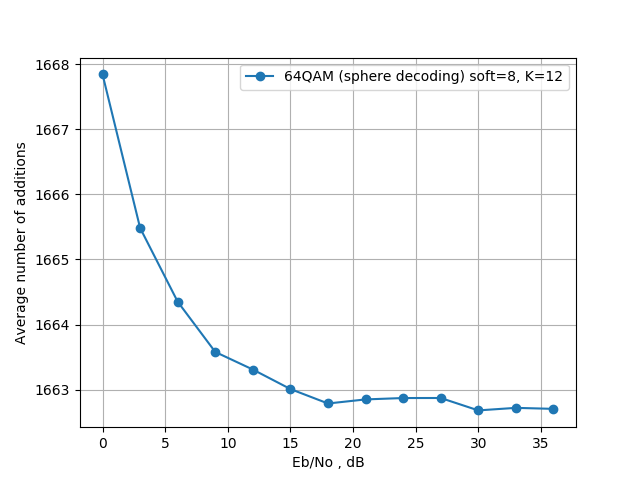 64QAM (sphere decoding) soft=8, K=12
Average number of additions
1668
1667
1666
1665
1664
1663
0 5 10 15 20 25 30 35
Eb/No , dB